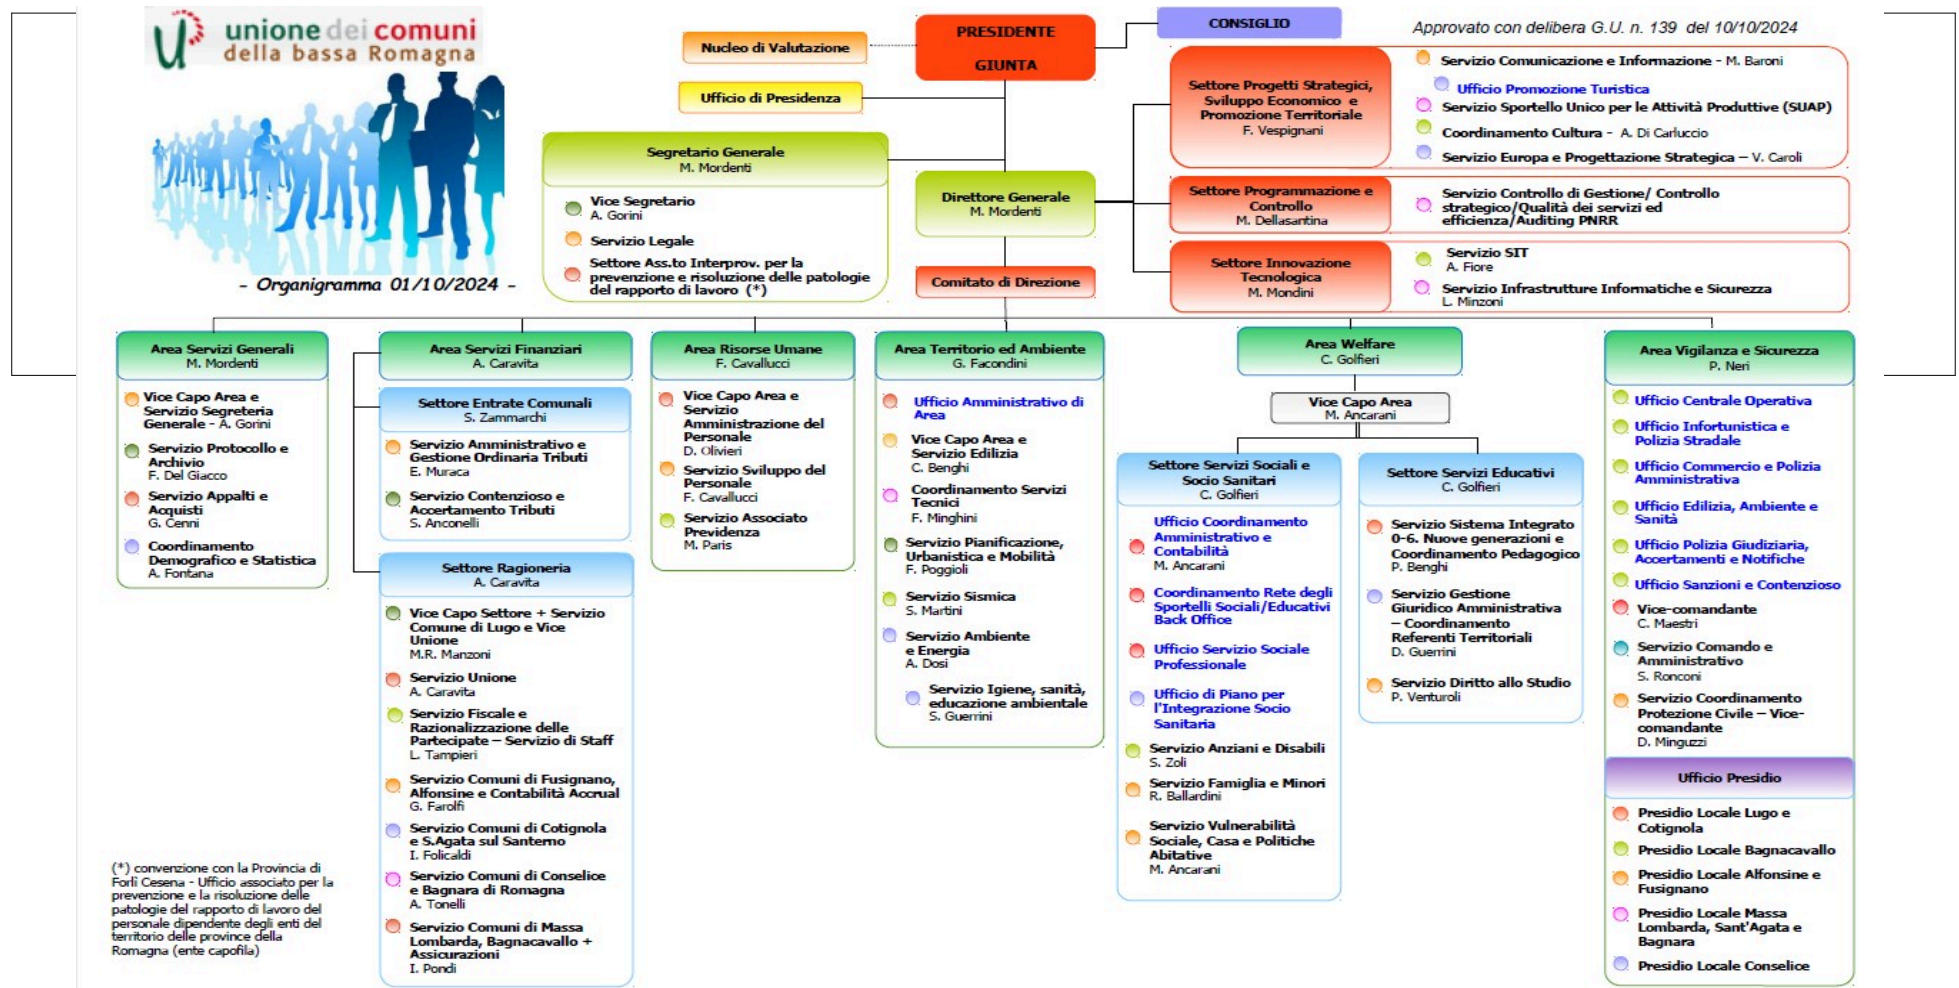 unione dei comuni
della bassa Romagna
- Organigramma 01/10/2024 -
Nucleo di Valutazione
Ufficio di Presidenza
PRESIDENTE
GIUNTA
CONSIGLIO
Approvato con delibera G.U. n. 139 del 10/10/2024
Segretario Generale
M. Mordenti
Vice Segretario
A. Gorini
Servizio Legale
Settore Ass.to Interprov. per la
prevenzione e risoluzione delle patologie
del rapporto di lavoro (*)
Direttore Generale
M. Mordenti
Comitato di Direzione
Settore Progetti Strategici,
Sviluppo Economico e
Promozione Territoriale
F. Vespignani
Servizio Comunicazione e Informazione - M. Baroni
Ufficio Promozione Turistica
Servizio Sportello Unico per le Attività Produttive (SUAP)
Coordinamento Cultura - A. Di Carluccio
Servizio Europa e Progettazione Strategica – V. Caroli
Settore Programmazione e
Controllo
M. Dellasantina
Servizio Controllo di Gestione/ Controllo
strategico/Qualità dei servizi ed
efficienza/Auditing PNRR
Settore Innovazione
Tecnologica
M. Mondini
Servizio SIT
A. Fiore
Servizio Infrastrutture Informatiche e Sicurezza
L. Minzoni
Area Servizi Generali
M. Mordenti
Vice Capo Area e
Servizio Segreteria
Generale - A. Gorini
Servizio Protocollo e
Archivio
F. Del Giacco
Servizio Appalti e
Acquisti
G. Cenni
Coordinamento
Demografico e Statistica
A. Fontana
Area Servizi Finanziari
A. Caravita
Settore Entrate Comunali
S. Zammarchi
Servizio Amministrativo e
Gestione Ordinaria Tributi
E. Muraca
Servizio Contenzioso e
Accertamento Tributi
S. Anconelli
Settore Ragioneria
A. Caravita
Vice Capo Settore + Servizio
Comune di Lugo e Vice
Unione
M.R. Manzoni
Servizio Unione
A. Caravita
Servizio Fiscale e
Razionalizzazione delle
Partecipate – Servizio di Staff
L. Tampieri
Servizio Comuni di Fusignano,
Alfonsine e Contabilità Accrual
G. Farolfi
Servizio Comuni di Cotignola
e S.Agata sul Santerno
I. Folicaldi
Servizio Comuni di Conselice
e Bagnara di Romagna
A. Tonelli
Servizio Comuni di Massa
Lombarda, Bagnacavallo +
Assicurazioni
I. Pondi
Area Risorse Umane
F. Cavallucci
Vice Capo Area e
Servizio
Amministrazione del
Personale
D. Olivieri
Servizio Sviluppo del
Personale
F. Cavallucci
Servizio Associato
Previdenza
M. Paris
Area Territorio ed Ambiente
G. Facondini
Ufficio Amministrativo di
Area
Vice Capo Area e
Servizio Edilizia
C. Benghi
Coordinamento Servizi
Tecnici
F. Minghini
Servizio Pianificazione,
Urbanistica e Mobilità
F. Poggioli
Servizio Sismica
S. Martini
Servizio Ambiente
e Energia
A. Dosi
Servizio Igiene, sanità,
educazione ambientale
S. Guerrini
Area Welfare
C. Golfieri
Vice Capo Area
M. Ancarani
Settore Servizi Sociali e
Socio Sanitari
C. Golfieri
Ufficio Coordinamento
Amministrativo e
Contabilità
M. Ancarani
Coordinamento Rete degli
Sportelli Sociali/Educativi
Back Office
Ufficio Servizio Sociale
Professionale
Ufficio di Piano per
l'Integrazione Socio
Sanitaria
Servizio Anziani e Disabili
S. Zoli
Servizio Famiglia e Minori
R. Ballardini
Servizio Vulnerabilità
Sociale, Casa e Politiche
Abitative
M. Ancarani
Settore Servizi Educativi
C. Golfieri
Servizio Sistema Integrato
0-6. Nuove generazioni e
Coordinamento Pedagogico
P. Benghi
Servizio Gestione
Giuridico Amministrativa
– Coordinamento
Referenti Territoriali
D. Guerrini
Servizio Diritto allo Studio
P. Venturoli
Area Vigilanza e Sicurezza
P. Neri
Ufficio Centrale Operativa
Ufficio Infortunistica e
Polizia Stradale
Ufficio Commercio e Polizia
Amministrativa
Ufficio Edilizia, Ambiente e
Sanità
Ufficio Polizia Giudiziaria,
Accertamenti e Notifiche
Ufficio Sanzioni e Contenzioso
Vice-comandante
C. Maestri
Servizio Comando e
Amministrativo
S. Ronconi
Servizio Coordinamento
Protezione Civile – Vice-
comandante
D. Minguzzi
Ufficio Presidio
Presidio Locale Lugo e
Cotignola
Presidio Locale Bagnacavallo
Presidio Locale Alfonsine e
Fusignano
Presidio Locale Massa
Lombarda, Sant'Agata e
Bagnara
Presidio Locale Conselice
(*) convenzione con la Provincia di
Forlì Cesena - Ufficio associato per la
prevenzione e la risoluzione delle
patologie del rapporto di lavoro del
personale dipendente degli enti del
territorio delle province della
Romagna (ente capofila)